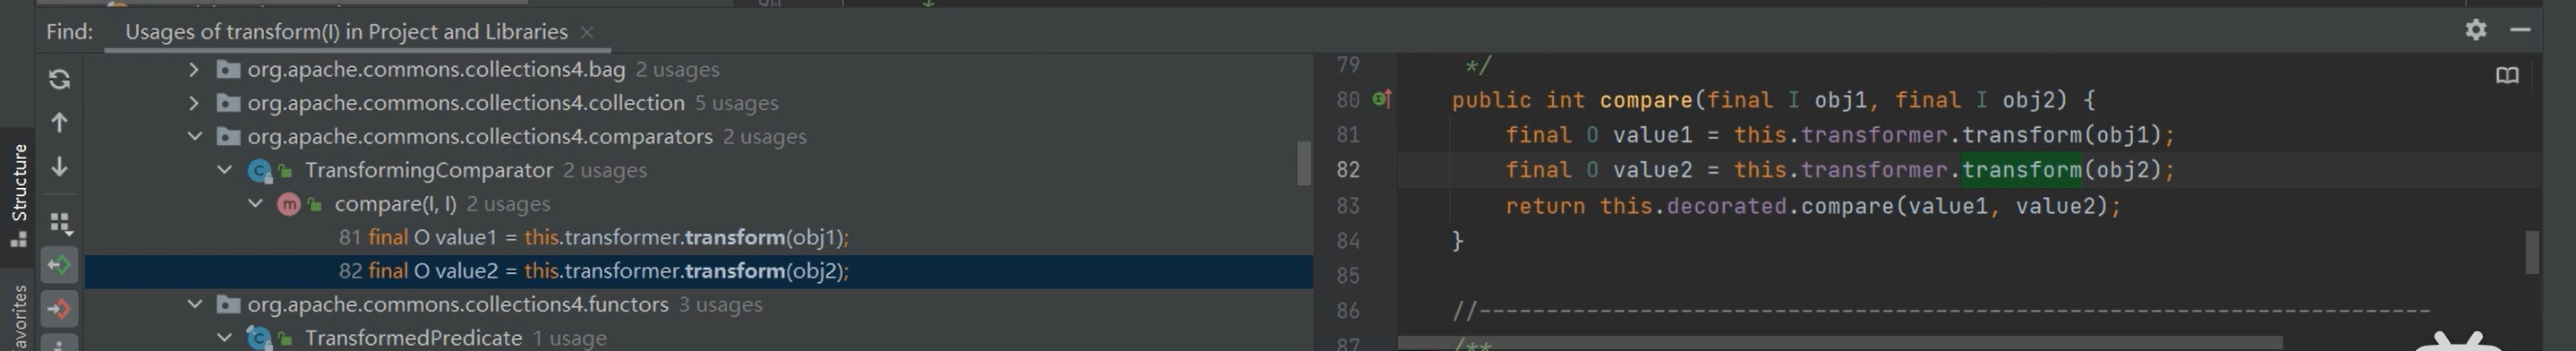 Find: Usages of transform(I) in Project and Libraries
Structure
avorites
org.apache.commons.collections4.bag 2 usages
org.apache.commons.collections4.collection 5 usages
org.apache.commons.collections4.comparators 2 usages
TransformingComparator 2 usages
compare(I, I) 2 usages
81 final O value1 = this.transformer.transform(obj1);
82 final O value2 = this.transformer.transform(obj2);
org.apache.commons.collections4.functors 3 usages
TransformedPredicate 1 usage
79 */
80 public int compare(final I obj1, final I obj2) {
81 final O value1 = this.transformer.transform(obj1);
82 final O value2 = this.transformer.transform(obj2);
83 return this.decorated.compare(value1, value2);
84 }
85
86 //-----------------------------------------------------------------------
87 /**